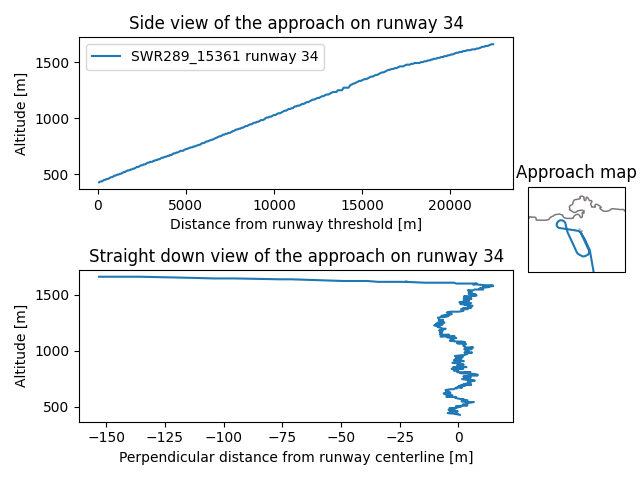 Side view of the approach on runway 34
SWR289_15361 runway 34
Altitude [m]
1500
1000
500
0
5000
10000
15000
20000
Distance from runway threshold [m]
Approach map
Straight down view of the approach on runway 34
Altitude [m]
1500
1000
500
−150
−125
−100
−75
−50
−25
0
Perpendicular distance from runway centerline [m]